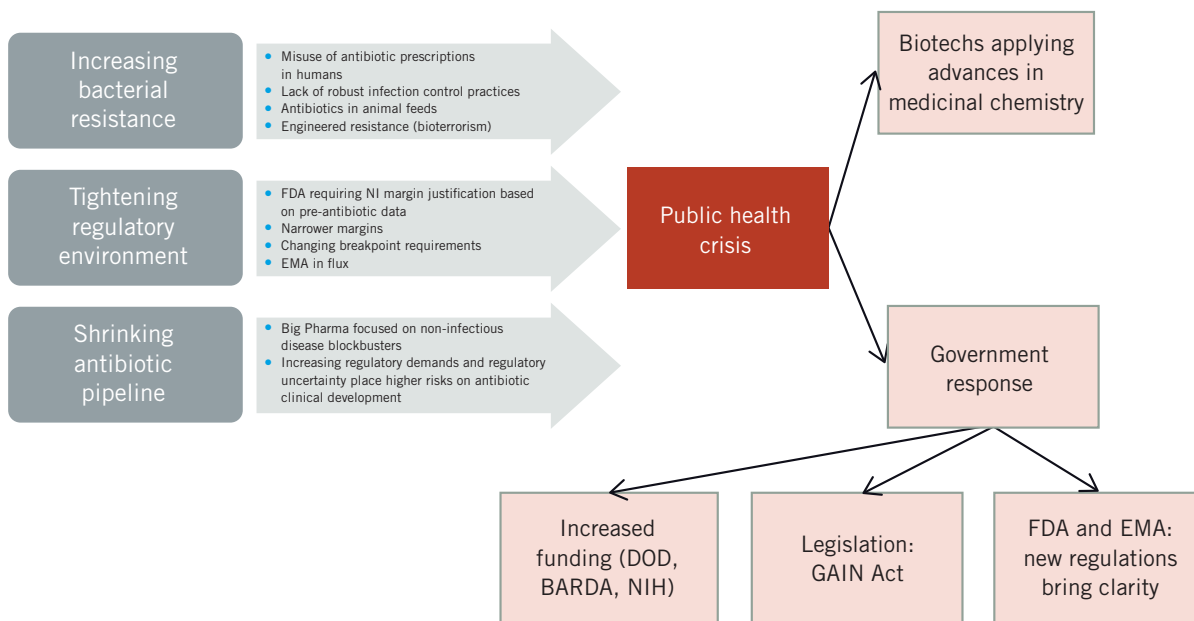 Increasing
bacterial
resistance
Misuse of antibiotic prescriptions
in humans
Lack of robust infection control practices
Antibiotics in animal feeds
Engineered resistance (bioterrorism)
Tightening
regulatory
environment
FDA requiring NI margin justification based
on pre-antibiotic data
Narrower margins
Changing breakpoint requirements
EMA in flux
Shrinking
antibiotic
pipeline
Big Pharma focused on non-infectious
disease blockbusters
Increasing regulatory demands and regulatory
uncertainty place higher risks on antibiotic
clinical development
Public health
crisis
Biotechs applying
advances in
medicinal chemistry
Government
response
Increased
funding (DOD,
BARDA, NIH)
Legislation:
GAIN Act
FDA and EMA:
new regulations
bring clarity